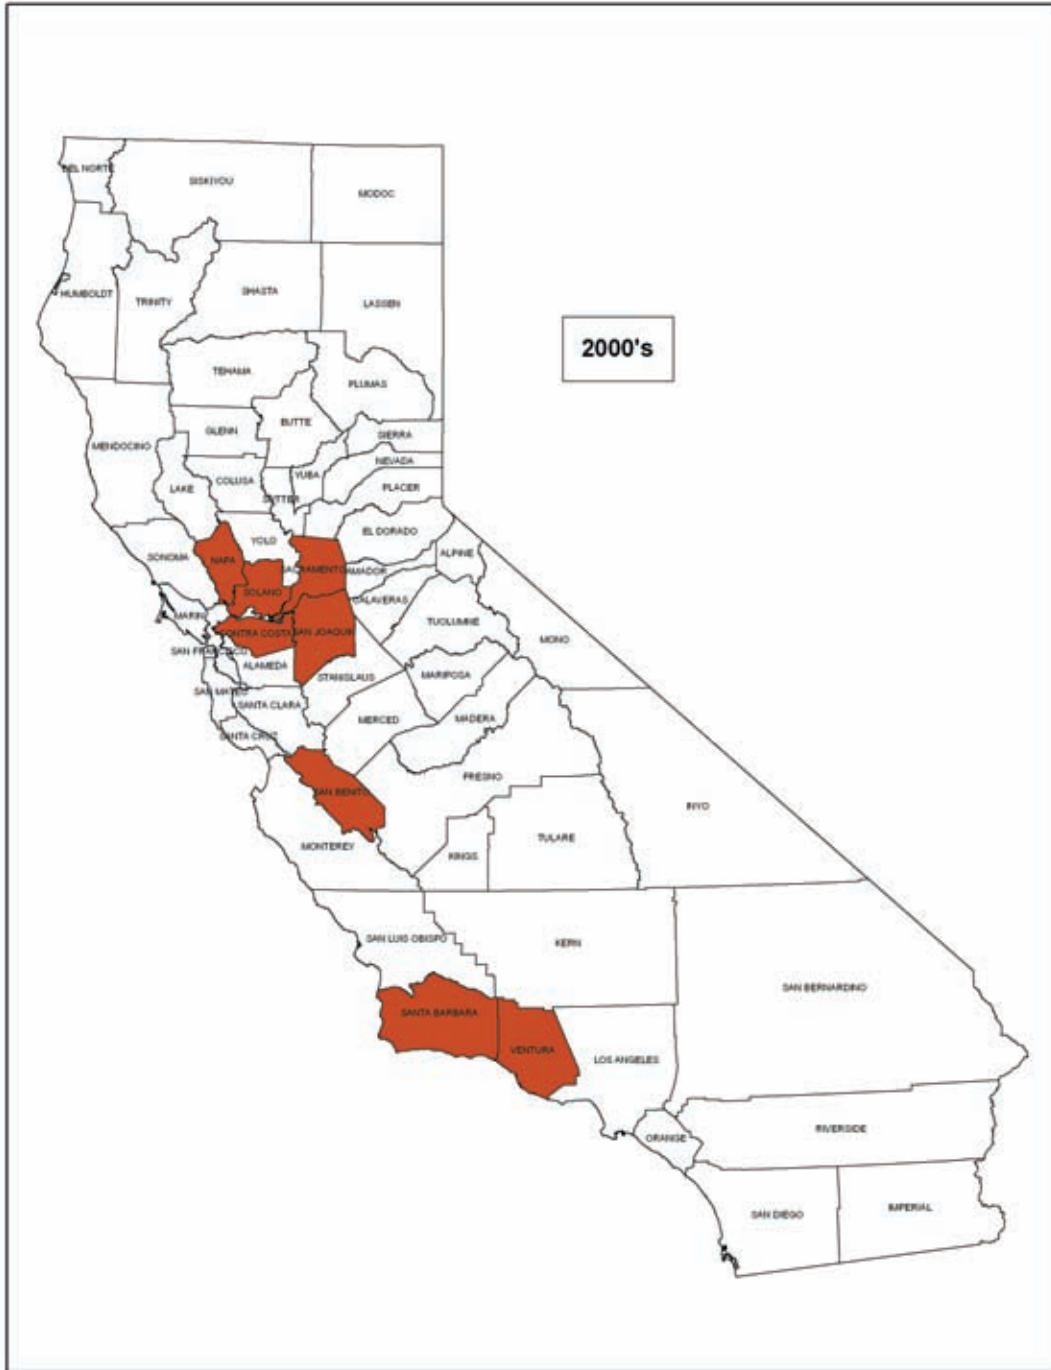 DEL NORTE
SISKIYOU
MODOC
HUMBOLDT
TRINITY
SHASTA
LASSEN
2000's
TEHAMA
PLUMAS
GLENN
BUTTE
SIERRA
MENDOCINO
NEVADA
LAKE
COLUSA
YUBA
PLACER
SUTTER
EL DORADO
YOLO
SONOMA
NAPA
ALPINE
SACRAMENTO
AMADOR
SOLANO
CALAVERAS
MARIN
TUOLUMNE
CONTRA COSTA
SAN JOAQUIN
MONO
SAN FRANCISCO
ALAMEDA
STANISLAUS
MARIPOSA
SAN MATEO
SANTA CLARA
MERCED
MADERA
SANTA CRUZ
FRESNO
SAN BENITO
INYO
MONTEREY
TULARE
KINGS
SAN LUIS OBISPO
KERN
SAN BERNARDINO
SANTA BARBARA
VENTURA
LOS ANGELES
ORANGE
RIVERSIDE
SAN DIEGO
IMPERIAL